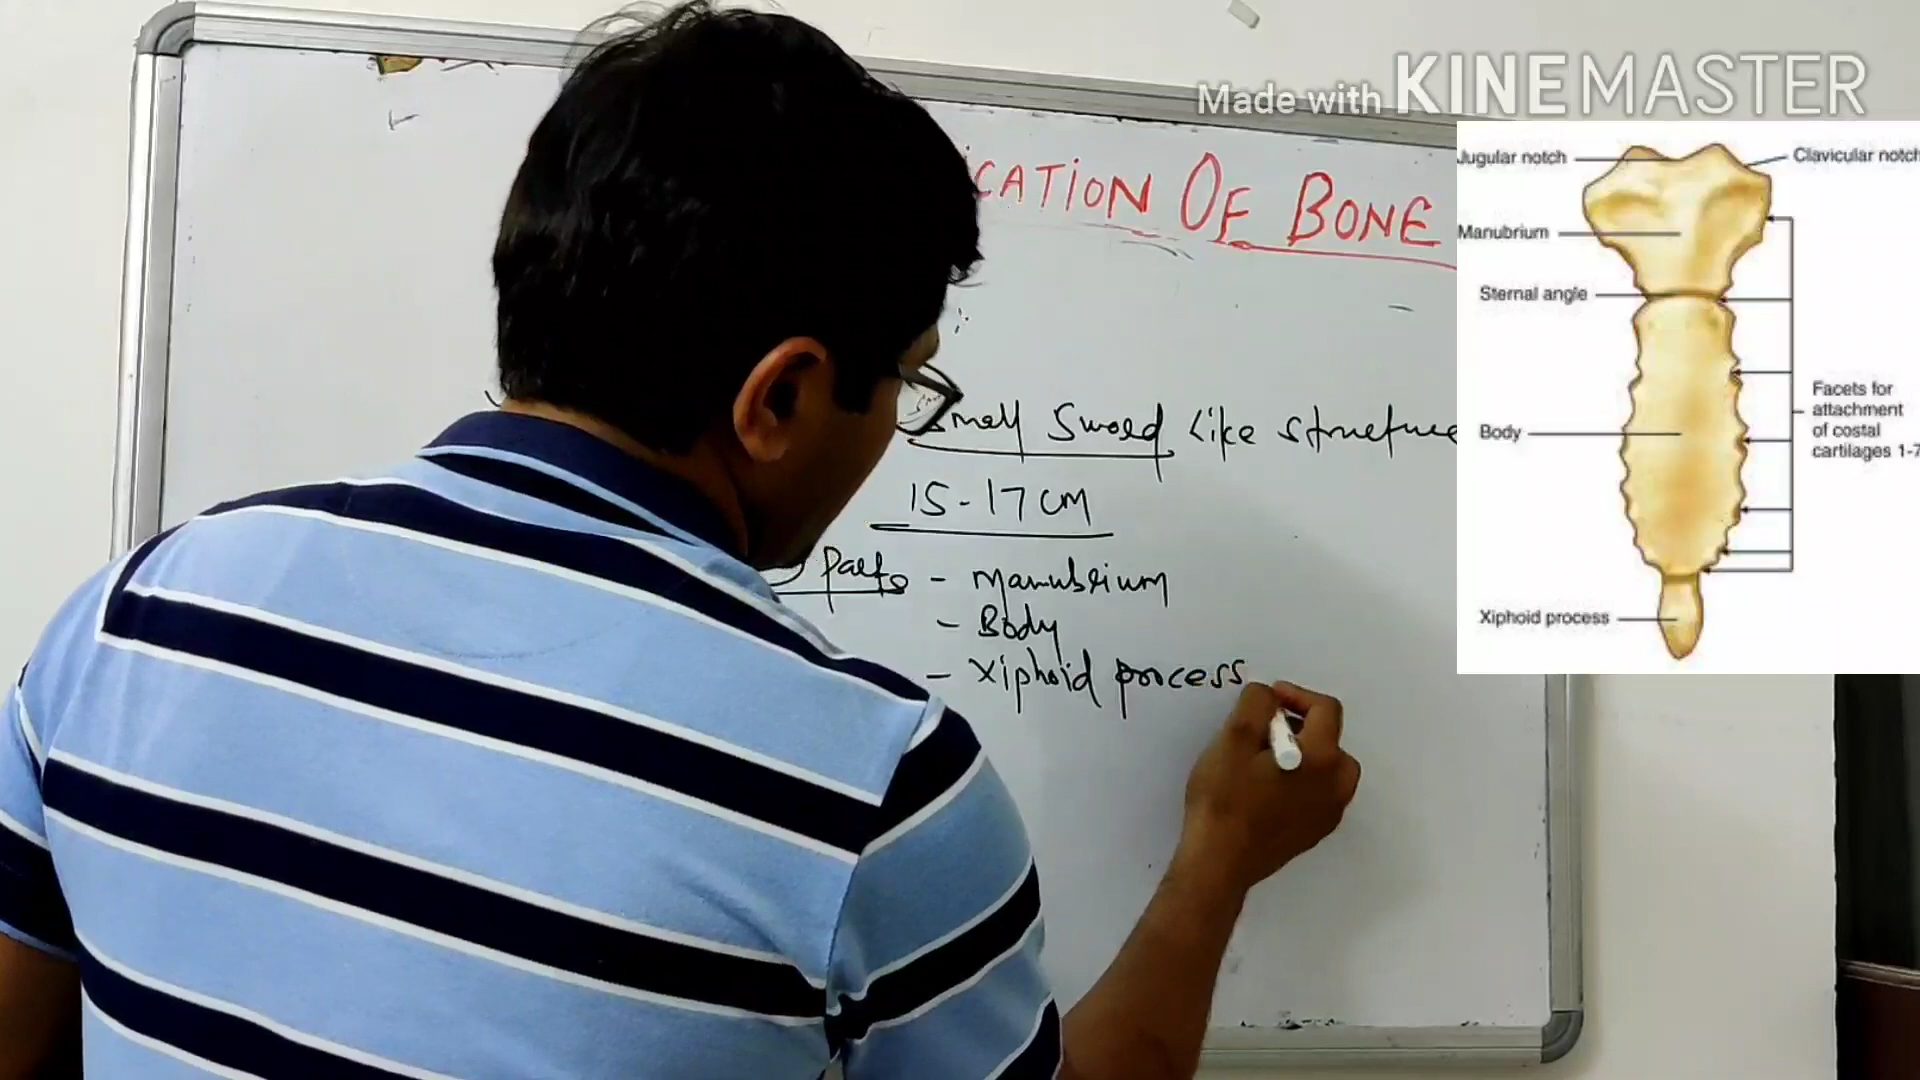 Made with KINEMASTER
CATION OF BONE
Small Sword Like structure
15-17 CM
Parts - Manubrium
- Body
- Xiphoid process
Jugular notch
Clavicular notch
Manubrium
Sternal angle
Facets for
attachment
of costal
cartilages 1-7
Body
Xiphoid process